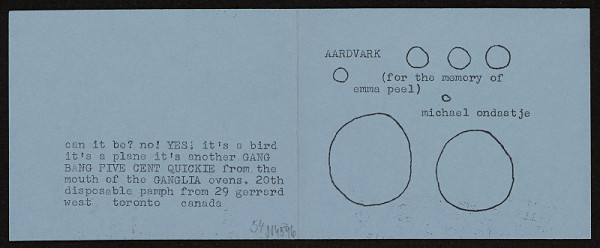 can it be? no! YES! it's a bird
it's a plane it's another GANG
BANG FIVE CENT QUICKIE from the
mouth of the GANGLIA ovens. 20th
disposable pamph from 29 gerrard
west toronto canada
AARDVARK
(for the memory of
emma peel)
michael ondaatje